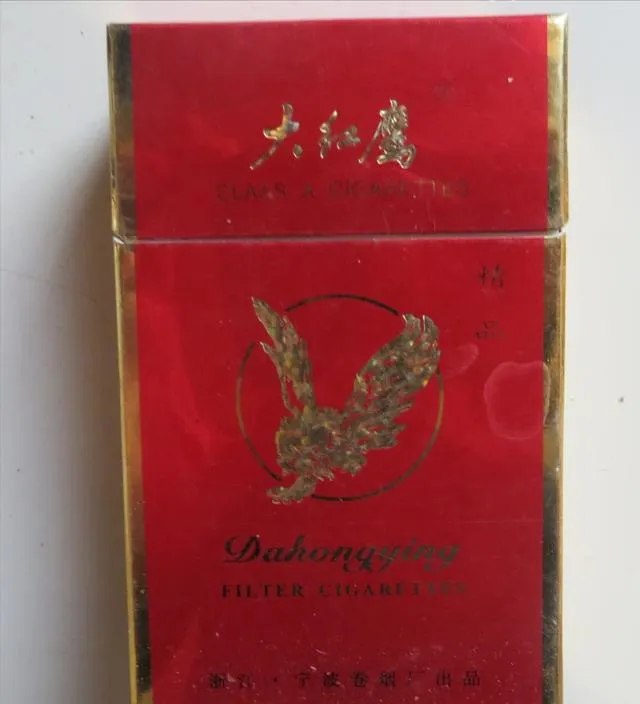 大红鹰
CLASS A CIGARETTES
精
品
Dahongying
FILTER CIGARETTES
浙江·宁波卷烟厂出品